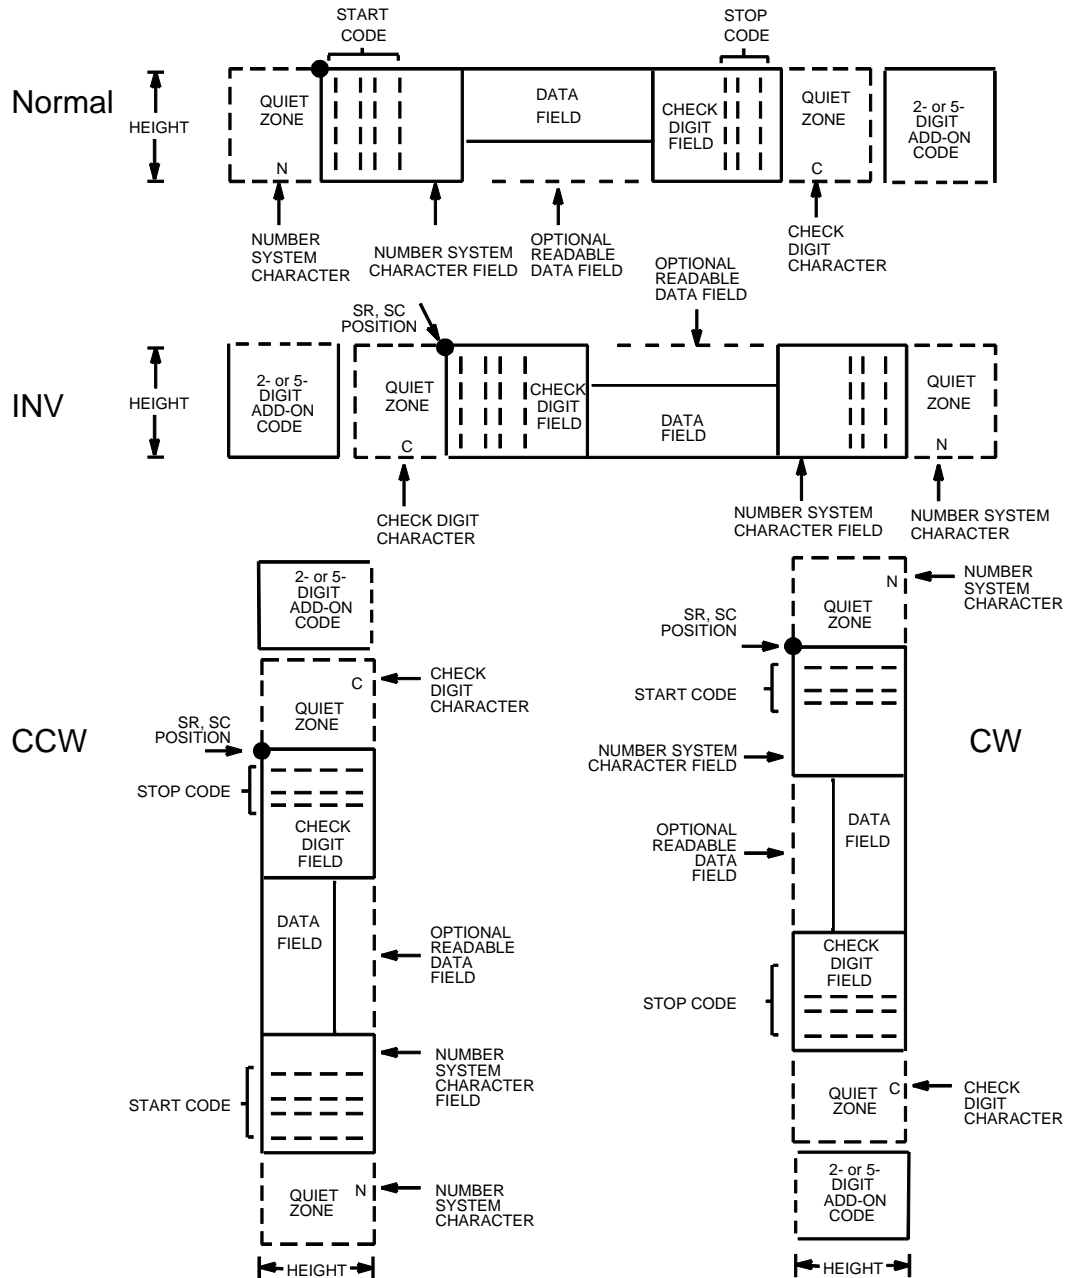 START
CODE
STOP
CODE
Normal
HEIGHT
QUIET
ZONE
N
DATA
FIELD
CHECK
DIGIT
FIELD
QUIET
ZONE
C
2- or 5-
DIGIT
ADD-ON
CODE
NUMBER
SYSTEM
CHARACTER
NUMBER SYSTEM
CHARACTER FIELD
OPTIONAL
READABLE
DATA FIELD
CHECK
DIGIT
CHARACTER
OPTIONAL
READABLE
DATA FIELD
SR, SC
POSITION
INV
HEIGHT
2- or 5-
DIGIT
ADD-ON
CODE
QUIET
ZONE
C
CHECK
DIGIT
FIELD
DATA
FIELD
QUIET
ZONE
N
CHECK DIGIT
CHARACTER
NUMBER SYSTEM
CHARACTER FIELD
NUMBER SYSTEM
CHARACTER
CCW
2- or 5-
DIGIT
ADD-ON
CODE
C
QUIET
ZONE
CHECK
DIGIT
CHARACTER
SR, SC
POSITION
STOP CODE
CHECK
DIGIT
FIELD
DATA
FIELD
OPTIONAL
READABLE
DATA
FIELD
NUMBER
SYSTEM
CHARACTER
FIELD
START CODE
QUIET
ZONE
N
NUMBER
SYSTEM
CHARACTER
HEIGHT
CW
N
QUIET
ZONE
NUMBER
SYSTEM
CHARACTER
SR, SC
POSITION
START CODE
NUMBER SYSTEM
CHARACTER FIELD
DATA
FIELD
OPTIONAL
READABLE
DATA
FIELD
CHECK
DIGIT
FIELD
STOP CODE
QUIET
ZONE
C
CHECK
DIGIT
CHARACTER
2- or 5-
DIGIT
ADD-ON
CODE
HEIGHT